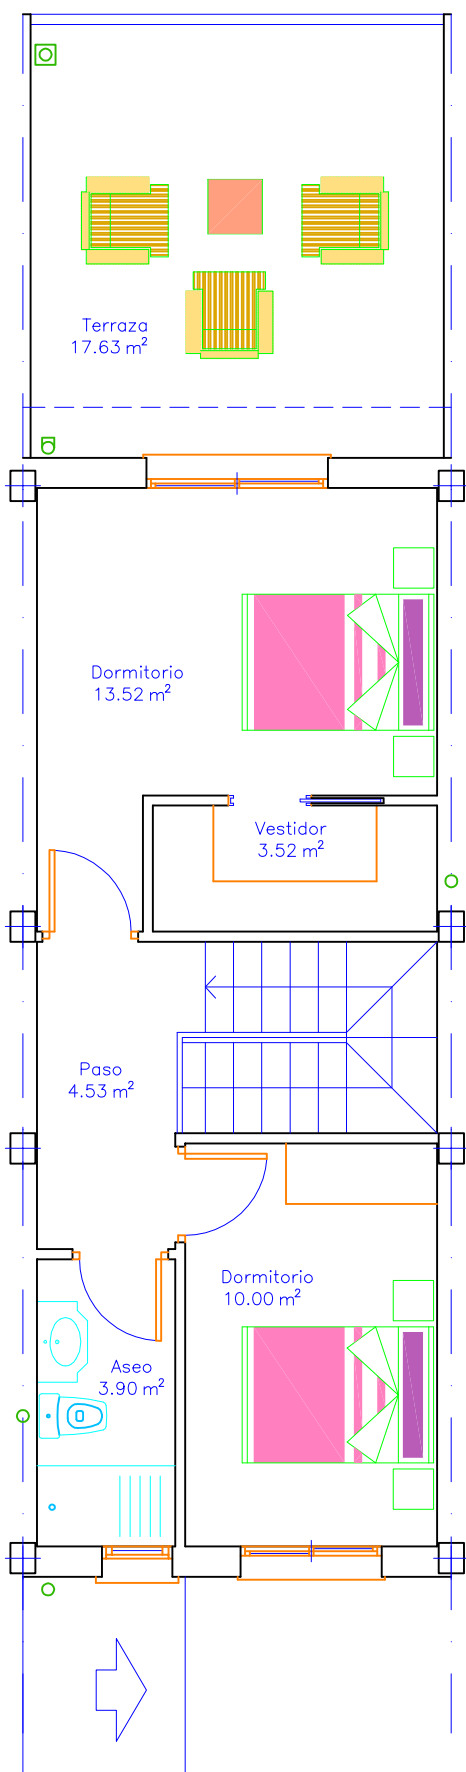 Terraza
17.63 m²
Dormitorio
13.52 m²
Vestidor
3.52 m²
Paso
4.53 m²
Dormitorio
10.00 m²
Aseo
3.90 m²